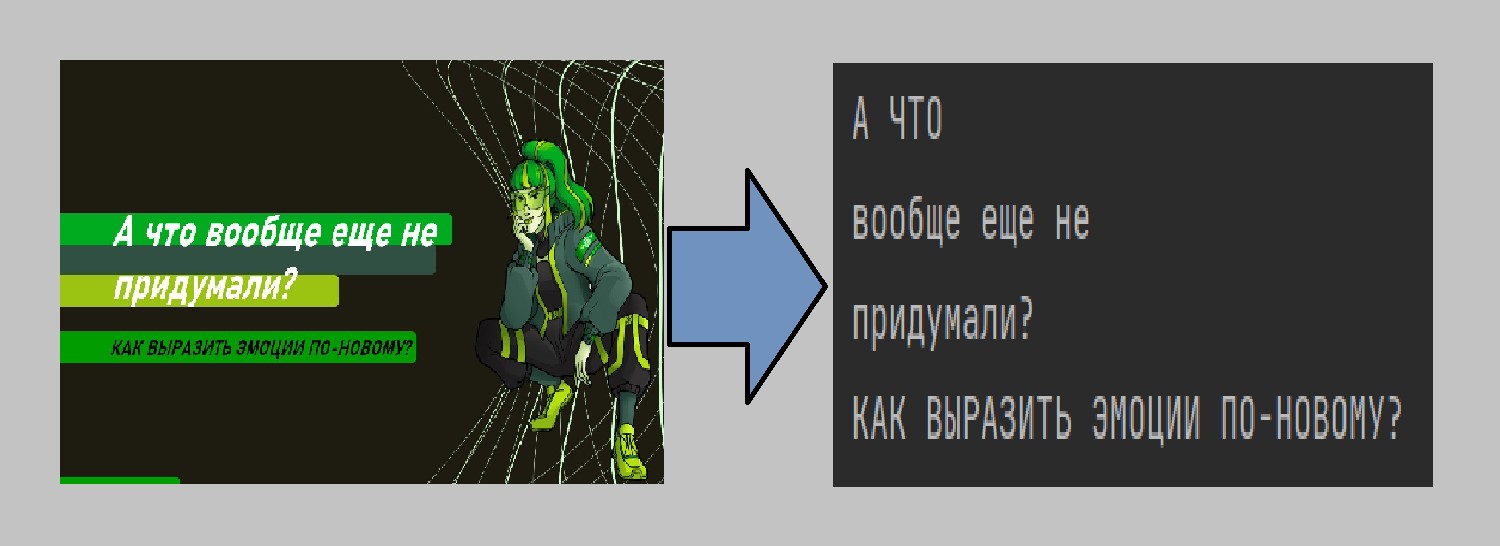 А что вообще еще не
придумали?
КАК ВЫРАЗИТЬ ЭМОЦИИ ПО-НОВОМУ?
А ЧТО
вообще еще не
придумали?
КАК ВЫРАЗИТЬ ЭМОЦИИ ПО-НОВОМУ?